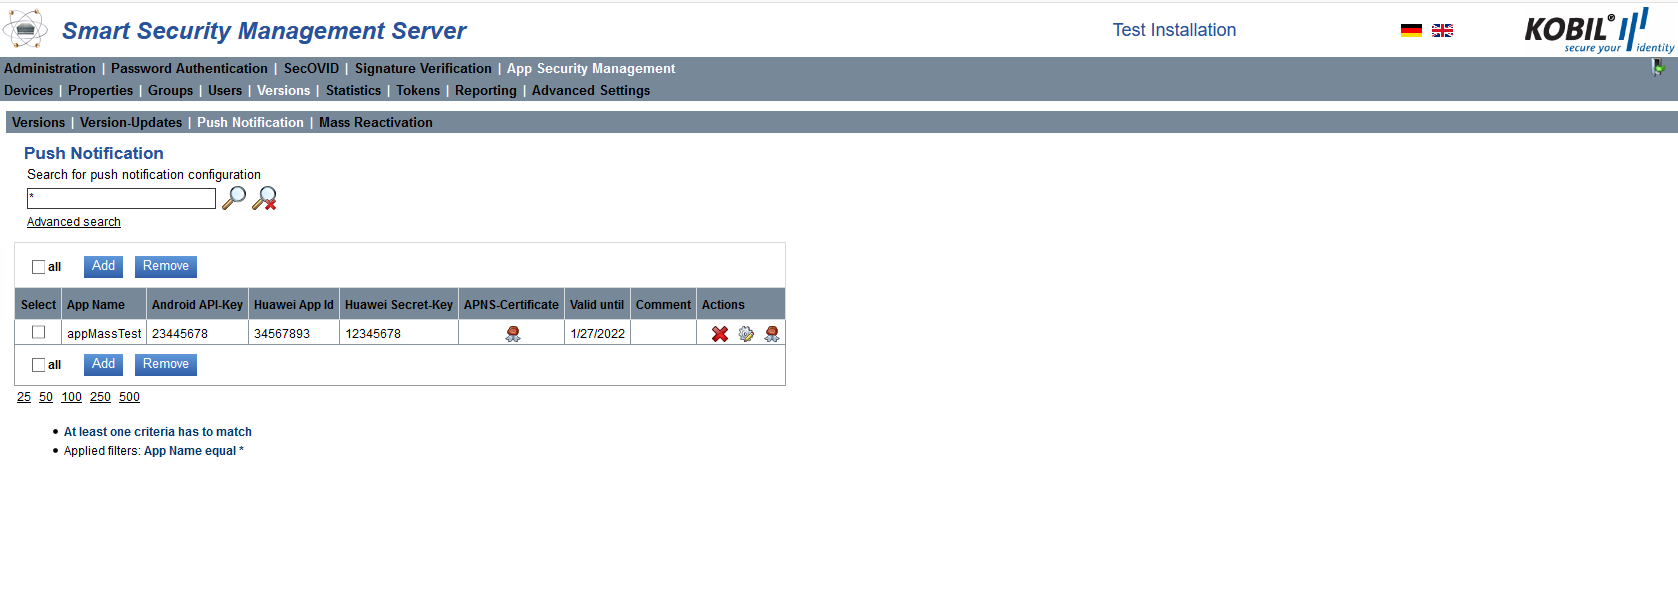 Smart Security Management Server
Test Installation
KOBIL®
secure your identity
Administration | Password Authentication | SecOVID | Signature Verification | App Security Management
Devices | Properties | Groups | Users | Versions | Statistics | Tokens | Reporting | Advanced Settings
Versions | Version-Updates | Push Notification | Mass Reactivation
Push Notification
Search for push notification configuration
*
Advanced search
all Add Remove
Select App Name Android API-Key Huawei App Id Huawei Secret-Key APNS-Certificate Valid until Comment Actions
appMassTest 23445678 34567893 12345678 1/27/2022
all Add Remove
25 50 100 250 500
• At least one criteria has to match
• Applied filters: App Name equal *